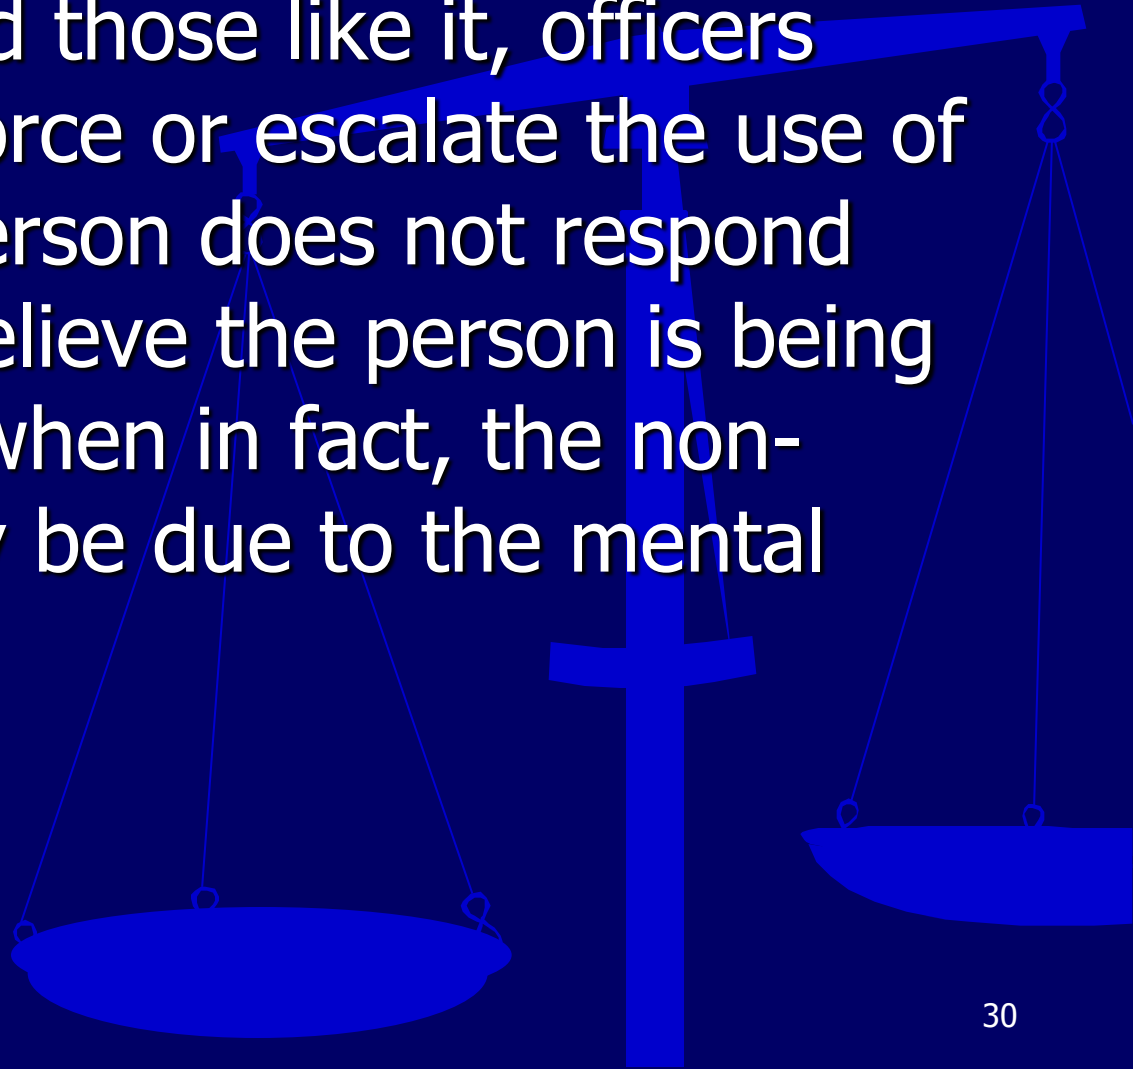 d those like it, officers
orce or escalate the use of
erson does not respond
elieve the person is being
when in fact, the non-
y be due to the mental
30